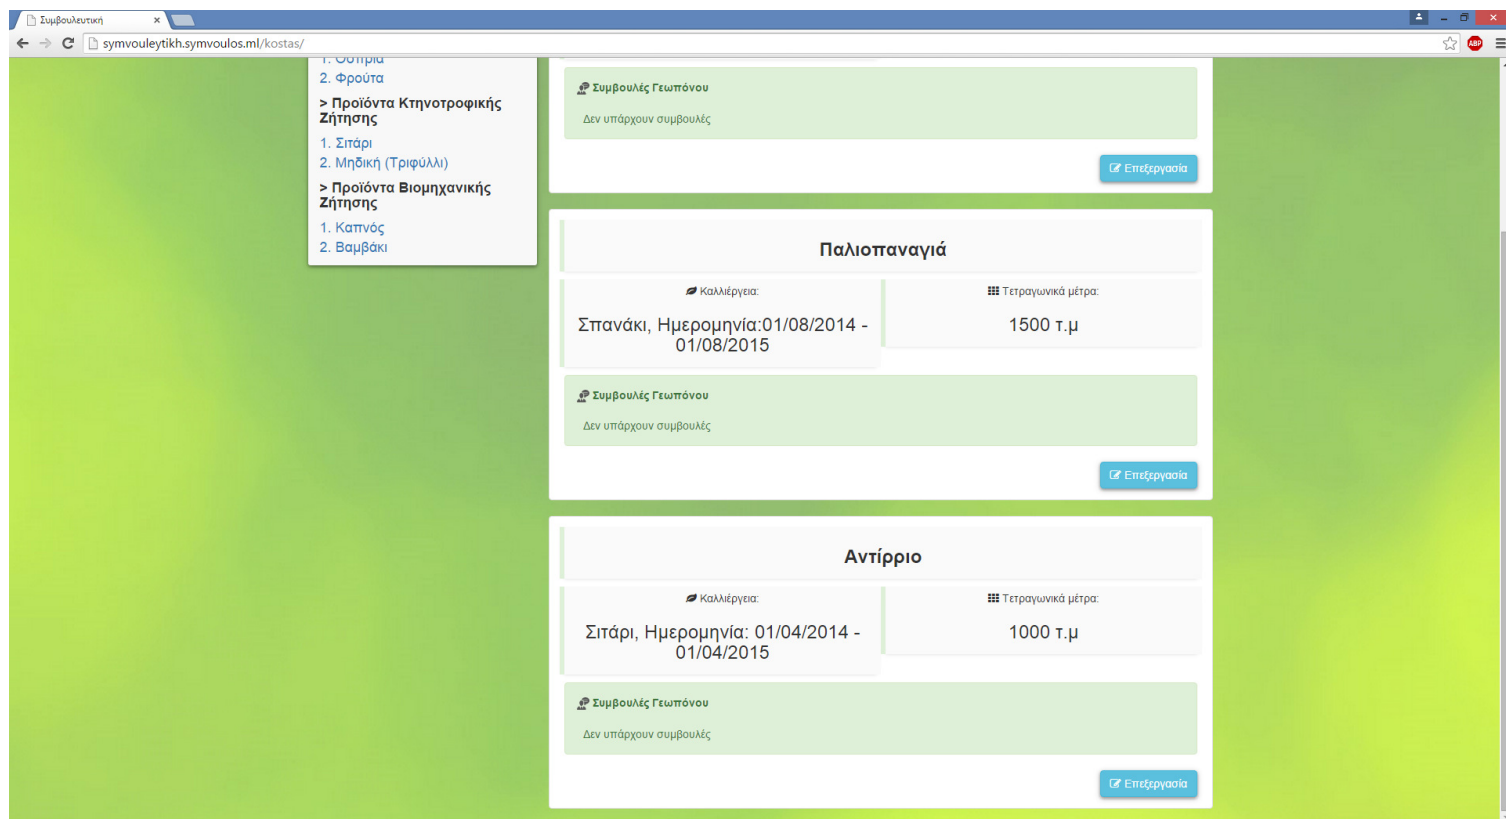 Συμβουλευτική
symvouleytikh.symvoulos.ml/kostas/
ABP
2. Φρούτα
> Προϊόντα Κτηνοτροφικής
Ζήτησης
1. Σιτάρι
2. Μηδική (Τριφύλλι)
> Προϊόντα Βιομηχανικής
Ζήτησης
1. Καπνός
2. Βαμβάκι
Συμβουλές Γεωπόνου
Δεν υπάρχουν συμβουλές
Επεξεργασία
Παλιοπαναγιά
Καλλιέργεια:
Σπανάκι, Ημερομηνία:01/08/2014 -
01/08/2015
Τετραγωνικά μέτρα:
1500 τ.μ
Συμβουλές Γεωπόνου
Δεν υπάρχουν συμβουλές
Επεξεργασία
Αντίρριο
Καλλιέργεια:
Σιτάρι, Ημερομηνία: 01/04/2014 -
01/04/2015
Τετραγωνικά μέτρα:
1000 τ.μ
Συμβουλές Γεωπόνου
Δεν υπάρχουν συμβουλές
Επεξεργασία